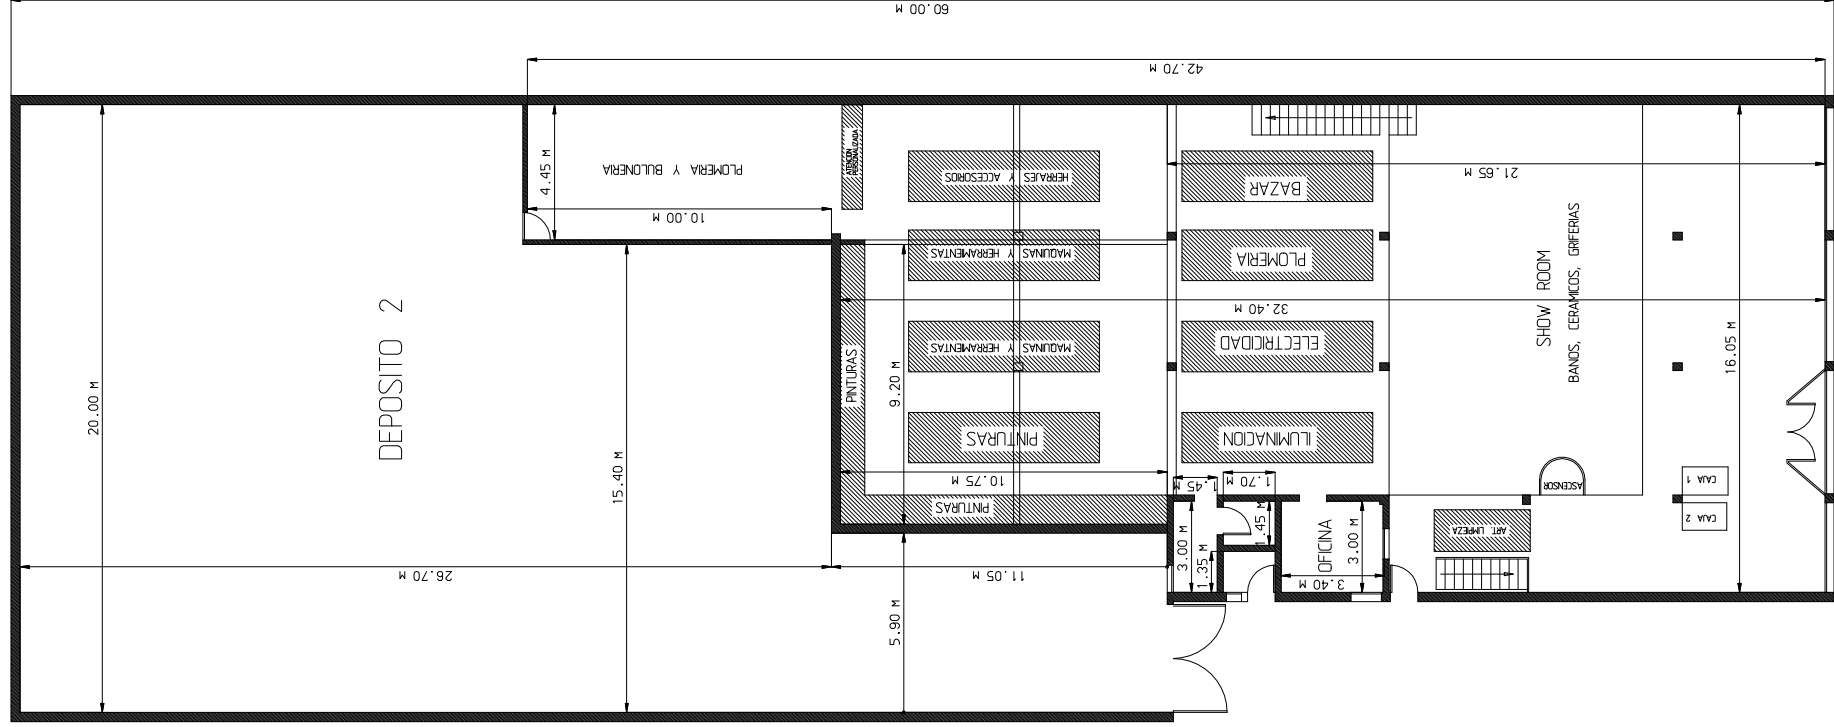 60.00 M
42.70 M
20.00 M
DEPOSITO 2
15.40 M
4.45 M
PLOMERIA Y BULONERIA
10.00 M
ATENCION
PERSONALIZADA
HERRAJES Y ACCESORIOS
BAZAR
21.65 M
MAQUINAS Y HERRAMIENTAS
PLOMERIA
32.40 M
MAQUINAS Y HERRAMIENTAS
ELECTRICIDAD
PINTURAS
9.20 M
PINTURAS
ILUMINACION
10.75 M
PINTURAS
SHOW ROOM
BANOS, CERAMICOS, GRIFERIAS
16.05 M
1.45 M
1.70 M
3.00 M
1.35 M
1.45 M
OFICINA
3.00 M
3.40 M
ASCENSOR
ART. LIMPIEZA
CAJA 1
CAJA 2
26.70 M
11.05 M
5.90 M